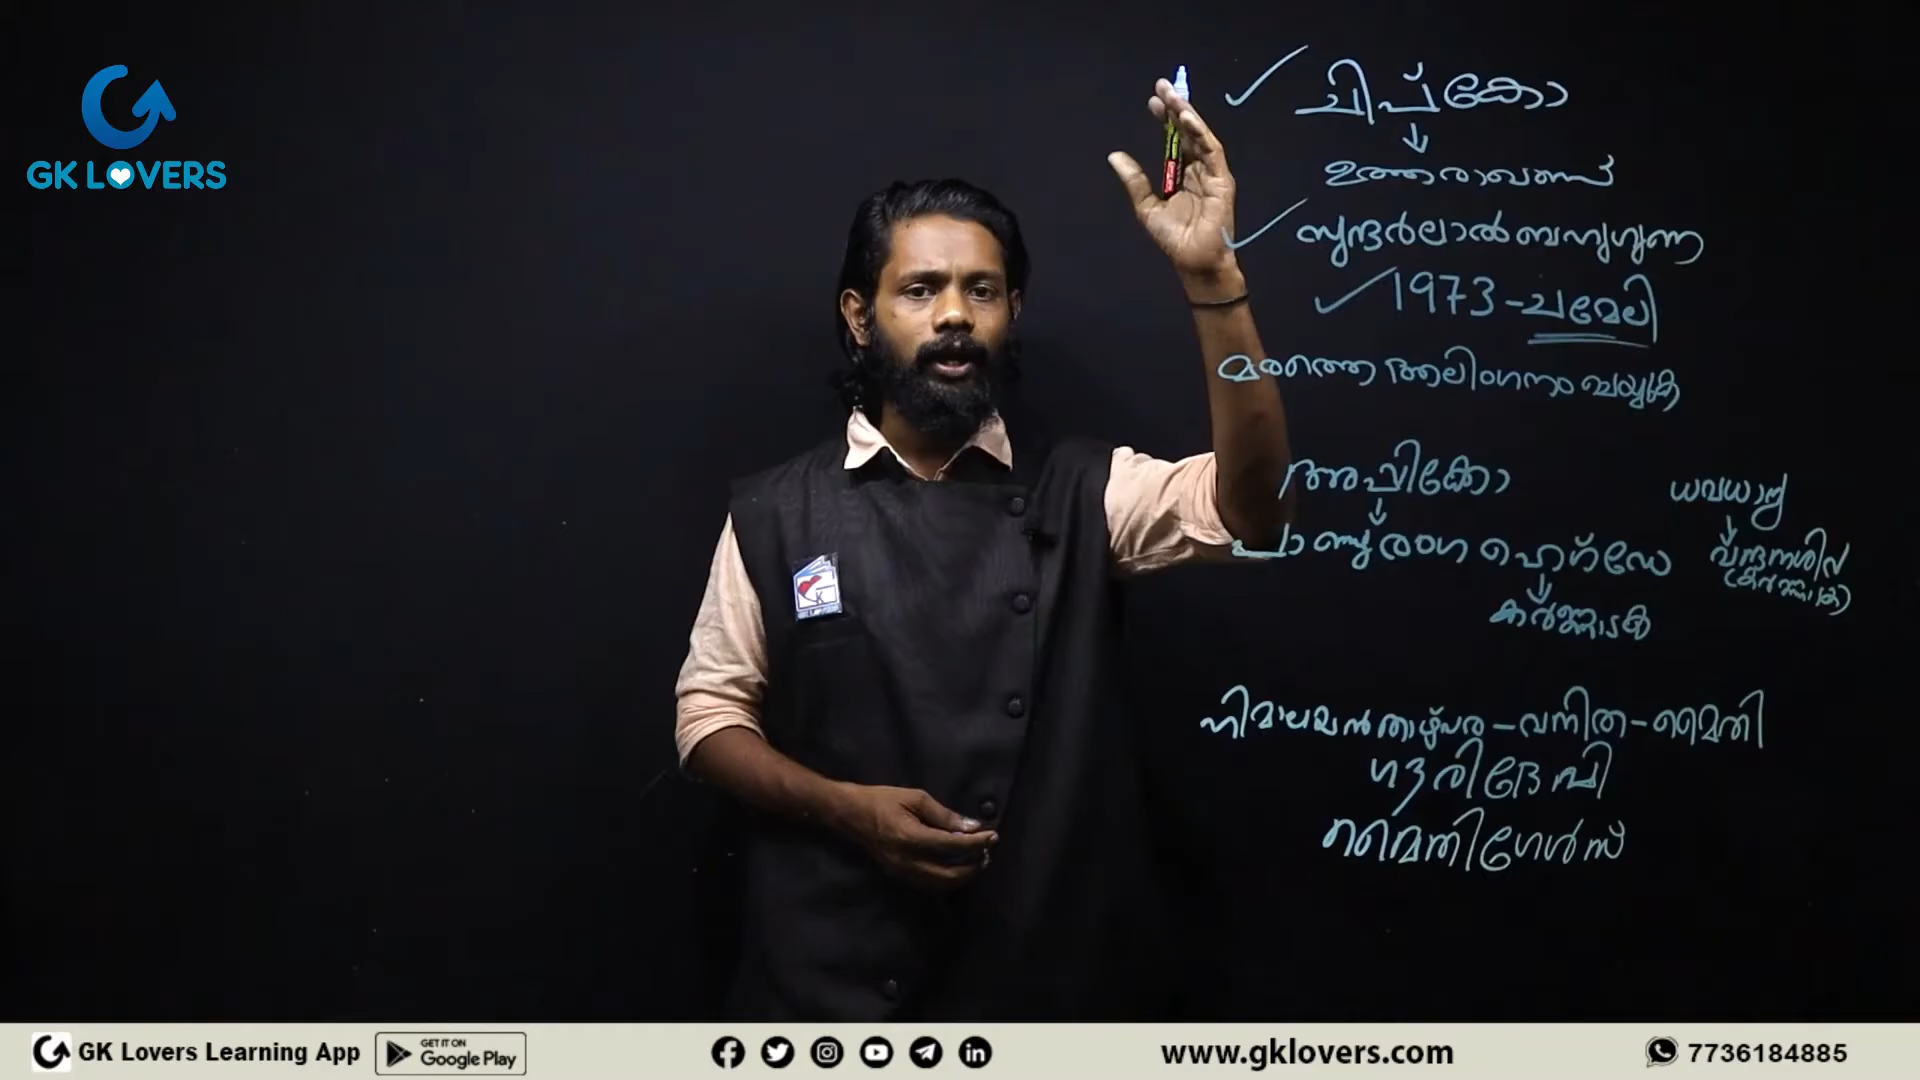 GK LOVERS
ചിപ്കോ
ഉത്തരാഖണ്ഡ്
സുന്ദർലാൽ ബഹുഗുണ
1973 - ചമേലി
മരത്തെ ആലിംഗനം ചെയ്യുക
അപ്പിക്കോ
പാണ്ഡുരംഗ ഹെഗ്ഡേ
കർണ്ണാടക
ഹിമാലയൻ താഴ്‌വര - വനിത - മൈതി
ഗൗരിദേവി
മൈതി ഗേൾസ്
GK Lovers Learning App
GET IT ON
Google Play
www.gklovers.com
7736184885